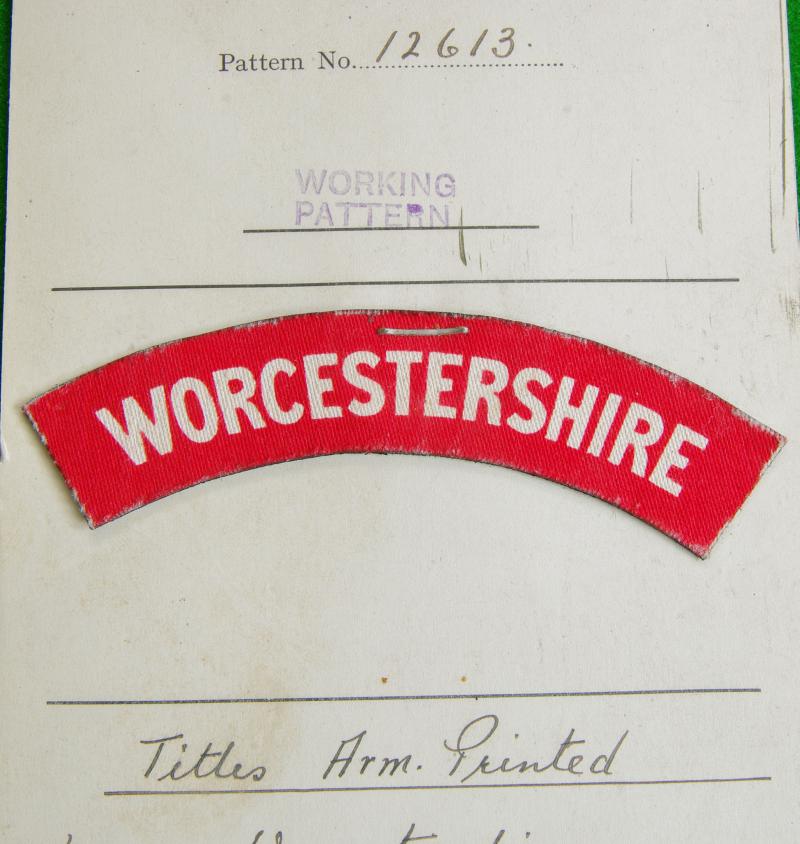 Pattern No. 12613.
WORKING
PATTERN
WORCESTERSHIRE
Titles Arm. Printed